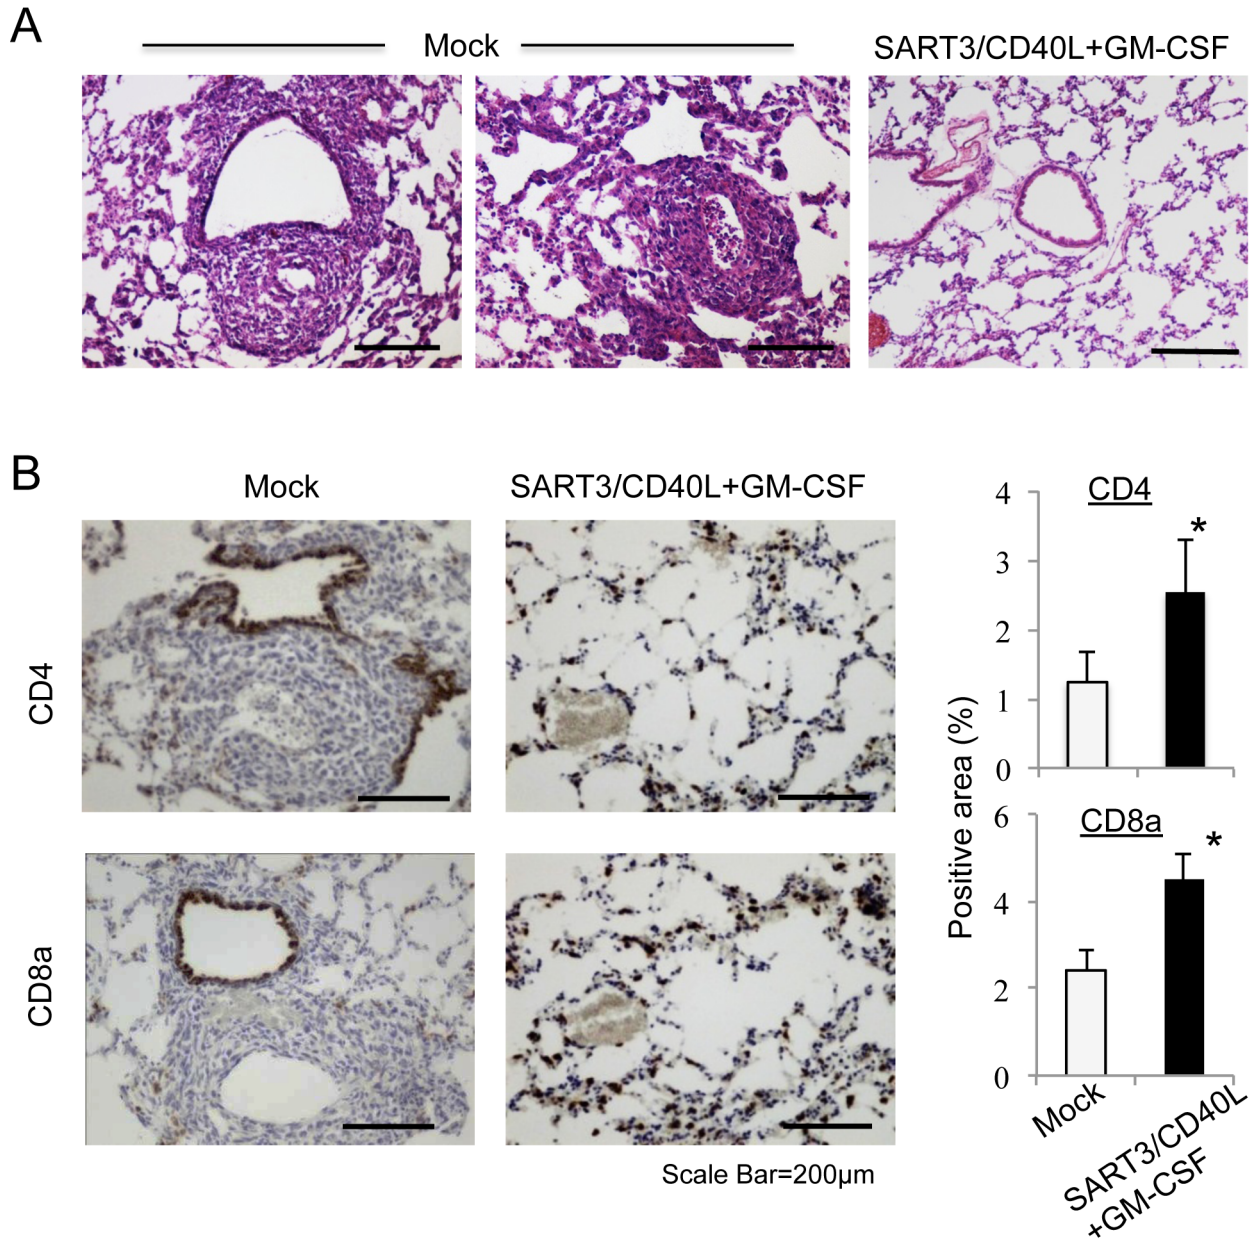 A
Mock
SART3/CD40L+GM-CSF
B
Mock
SART3/CD40L+GM-CSF
CD4
CD8a
Scale Bar=200µm
Positive area (%)
CD4
4
3
2
1
0
CD8a
6
4
2
0
Mock
SART3/CD40L
+GM-CSF
*
*